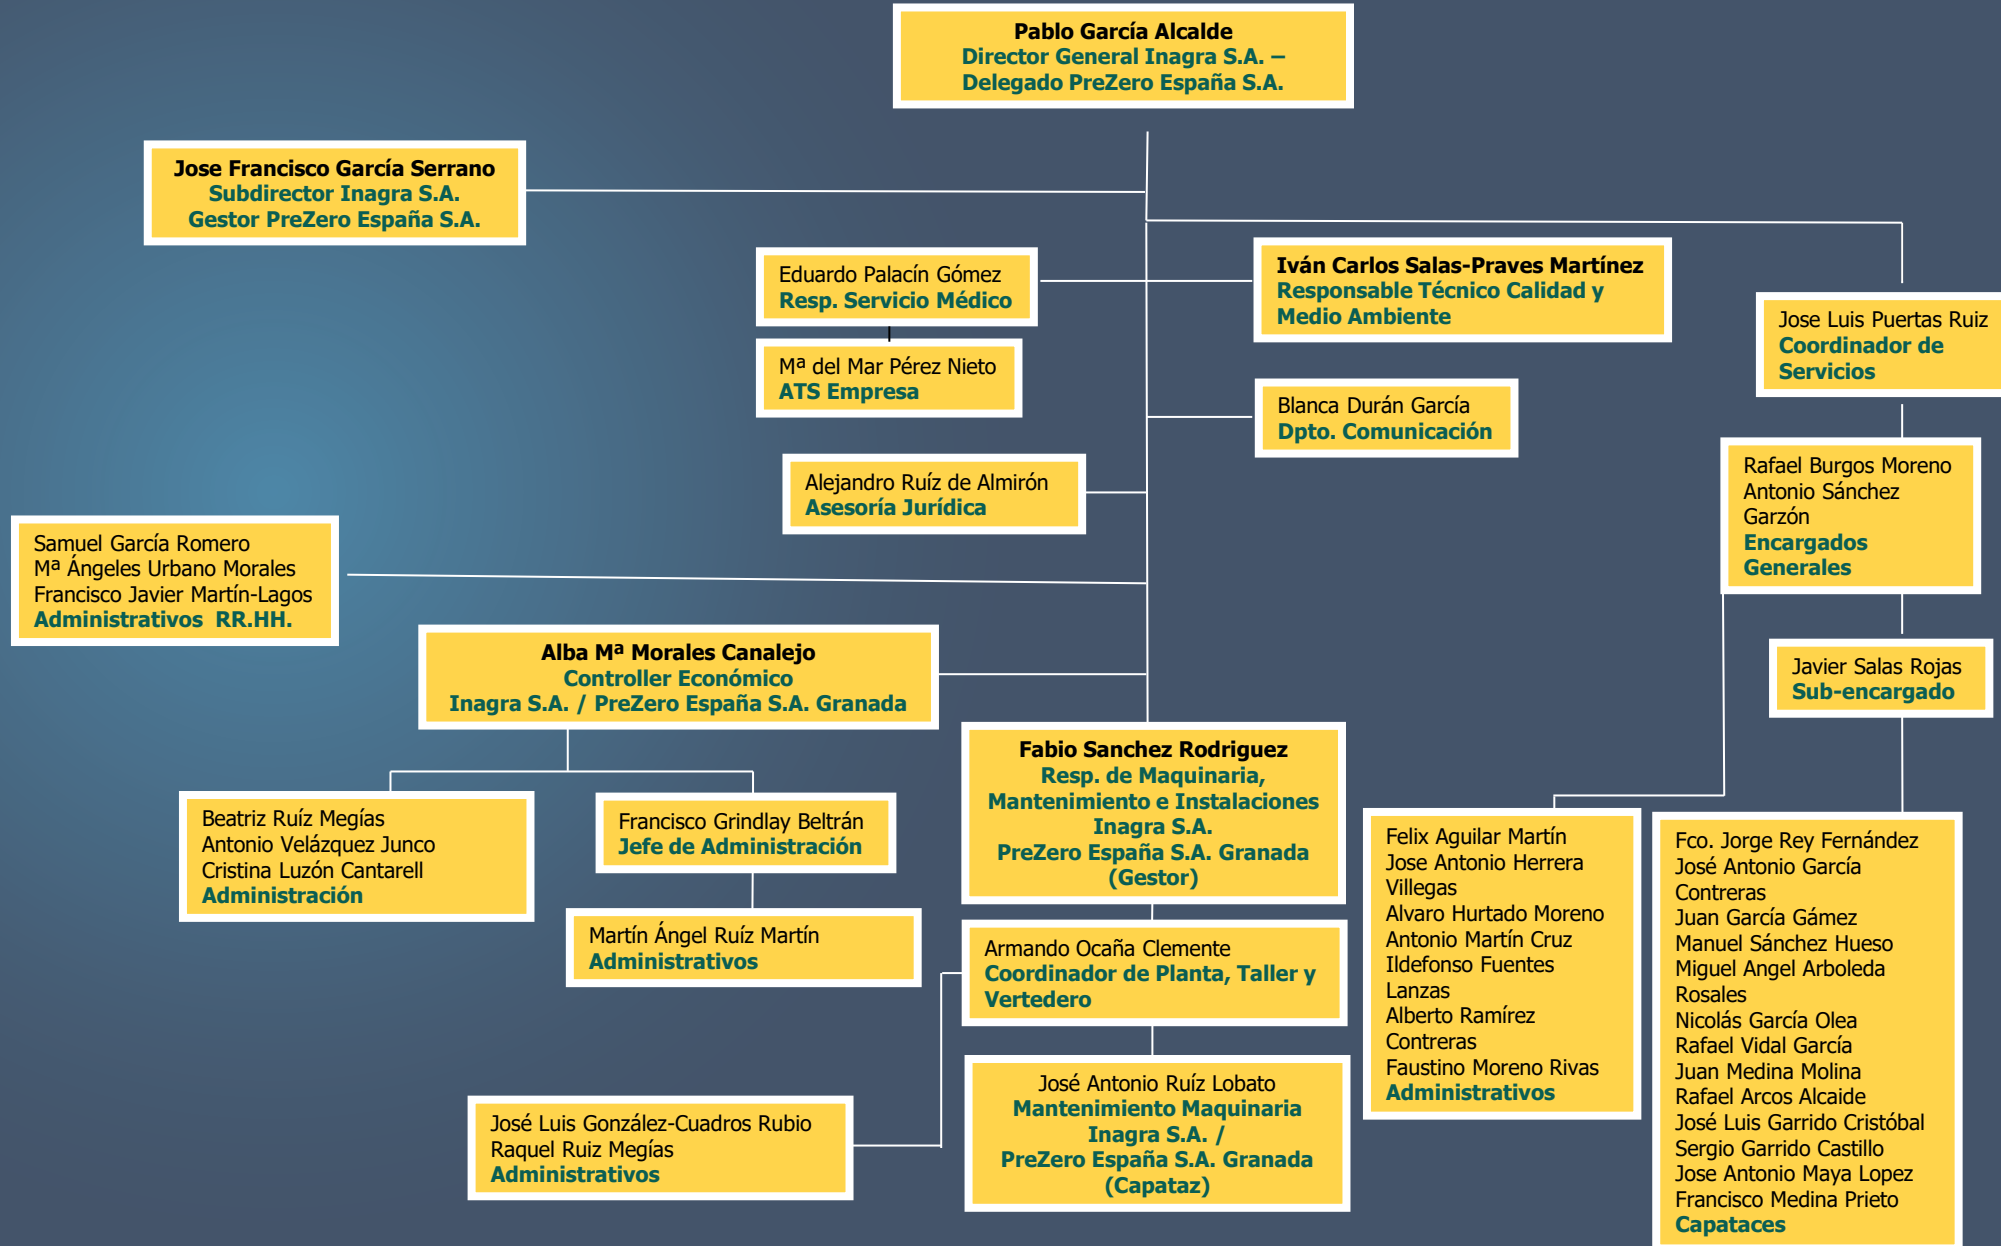 Pablo García Alcalde
Director General Inagra S.A. –
Delegado PreZero España S.A.
Jose Francisco García Serrano
Subdirector Inagra S.A.
Gestor PreZero España S.A.
Eduardo Palacín Gómez
Resp. Servicio Médico
Iván Carlos Salas-Praves Martínez
Responsable Técnico Calidad y
Medio Ambiente
Jose Luis Puertas Ruiz
Coordinador de
Servicios
Mª del Mar Pérez Nieto
ATS Empresa
Blanca Durán García
Dpto. Comunicación
Alejandro Ruíz de Almirón
Asesoría Jurídica
Rafael Burgos Moreno
Antonio Sánchez
Garzón
Encargados
Generales
Samuel García Romero
Mª Ángeles Urbano Morales
Francisco Javier Martín-Lagos
Administrativos RR.HH.
Alba Mª Morales Canalejo
Controller Económico
Inagra S.A. / PreZero España S.A. Granada
Javier Salas Rojas
Sub-encargado
Fabio Sanchez Rodriguez
Resp. de Maquinaria,
Mantenimiento e Instalaciones
Inagra S.A.
PreZero España S.A. Granada
(Gestor)
Beatriz Ruíz Megías
Antonio Velázquez Junco
Cristina Luzón Cantarell
Administración
Francisco Grindlay Beltrán
Jefe de Administración
Martín Ángel Ruíz Martín
Administrativos
Armando Ocaña Clemente
Coordinador de Planta, Taller y
Vertedero
José Antonio Ruíz Lobato
Mantenimiento Maquinaria
Inagra S.A. /
PreZero España S.A. Granada
(Capataz)
José Luis González-Cuadros Rubio
Raquel Ruiz Megías
Administrativos
Felix Aguilar Martín
Jose Antonio Herrera
Villegas
Alvaro Hurtado Moreno
Antonio Martín Cruz
Ildefonso Fuentes
Lanzas
Alberto Ramírez
Contreras
Faustino Moreno Rivas
Administrativos
Fco. Jorge Rey Fernández
José Antonio García
Contreras
Juan García Gámez
Manuel Sánchez Hueso
Miguel Angel Arboleda
Rosales
Nicolás García Olea
Rafael Vidal García
Juan Medina Molina
Rafael Arcos Alcaide
José Luis Garrido Cristóbal
Sergio Garrido Castillo
Jose Antonio Maya Lopez
Francisco Medina Prieto
Capataces